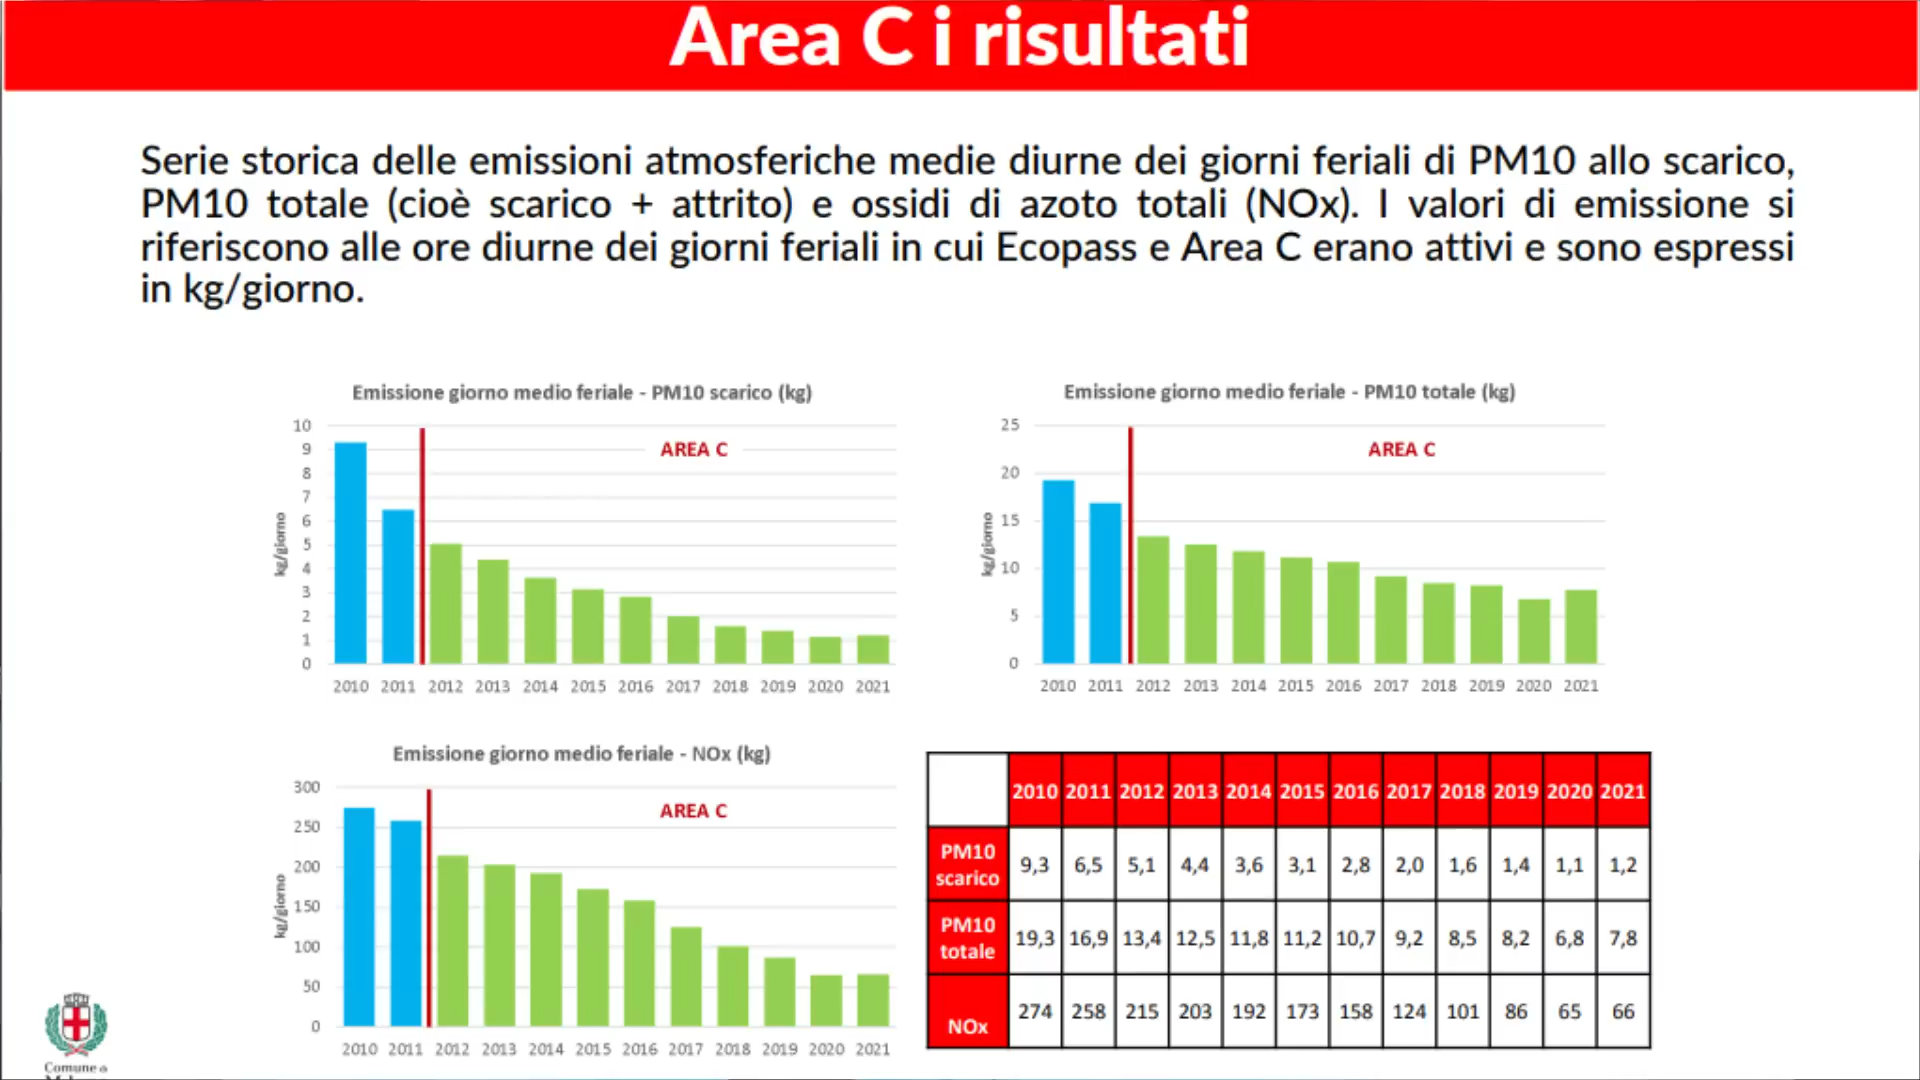 Area C i risultati
Serie storica delle emissioni atmosferiche medie diurne dei giorni feriali di PM10 allo scarico,
PM10 totale (cioè scarico + attrito) e ossidi di azoto totali (NOx). I valori di emissione si
riferiscono alle ore diurne dei giorni feriali in cui Ecopass e Area C erano attivi e sono espressi
in kg/giorno.
Emissione giorno medio feriale - PM10 scarico (kg)
AREA C
kg/giorno
10
9
8
7
6
5
4
3
2
1
0
2010 2011 2012 2013 2014 2015 2016 2017 2018 2019 2020 2021
Emissione giorno medio feriale - PM10 totale (kg)
AREA C
kg/giorno
25
20
15
10
5
0
2010 2011 2012 2013 2014 2015 2016 2017 2018 2019 2020 2021
Emissione giorno medio feriale - NOx (kg)
AREA C
kg/giorno
300
250
200
150
100
50
0
2010 2011 2012 2013 2014 2015 2016 2017 2018 2019 2020 2021
2010 2011 2012 2013 2014 2015 2016 2017 2018 2019 2020 2021
PM10 scarico 9,3 6,5 5,1 4,4 3,6 3,1 2,8 2,0 1,6 1,4 1,1 1,2
PM10 totale 19,3 16,9 13,4 12,5 11,8 11,2 10,7 9,2 8,5 8,2 6,8 7,8
NOx 274 258 215 203 192 173 158 124 101 86 65 66
Comune di